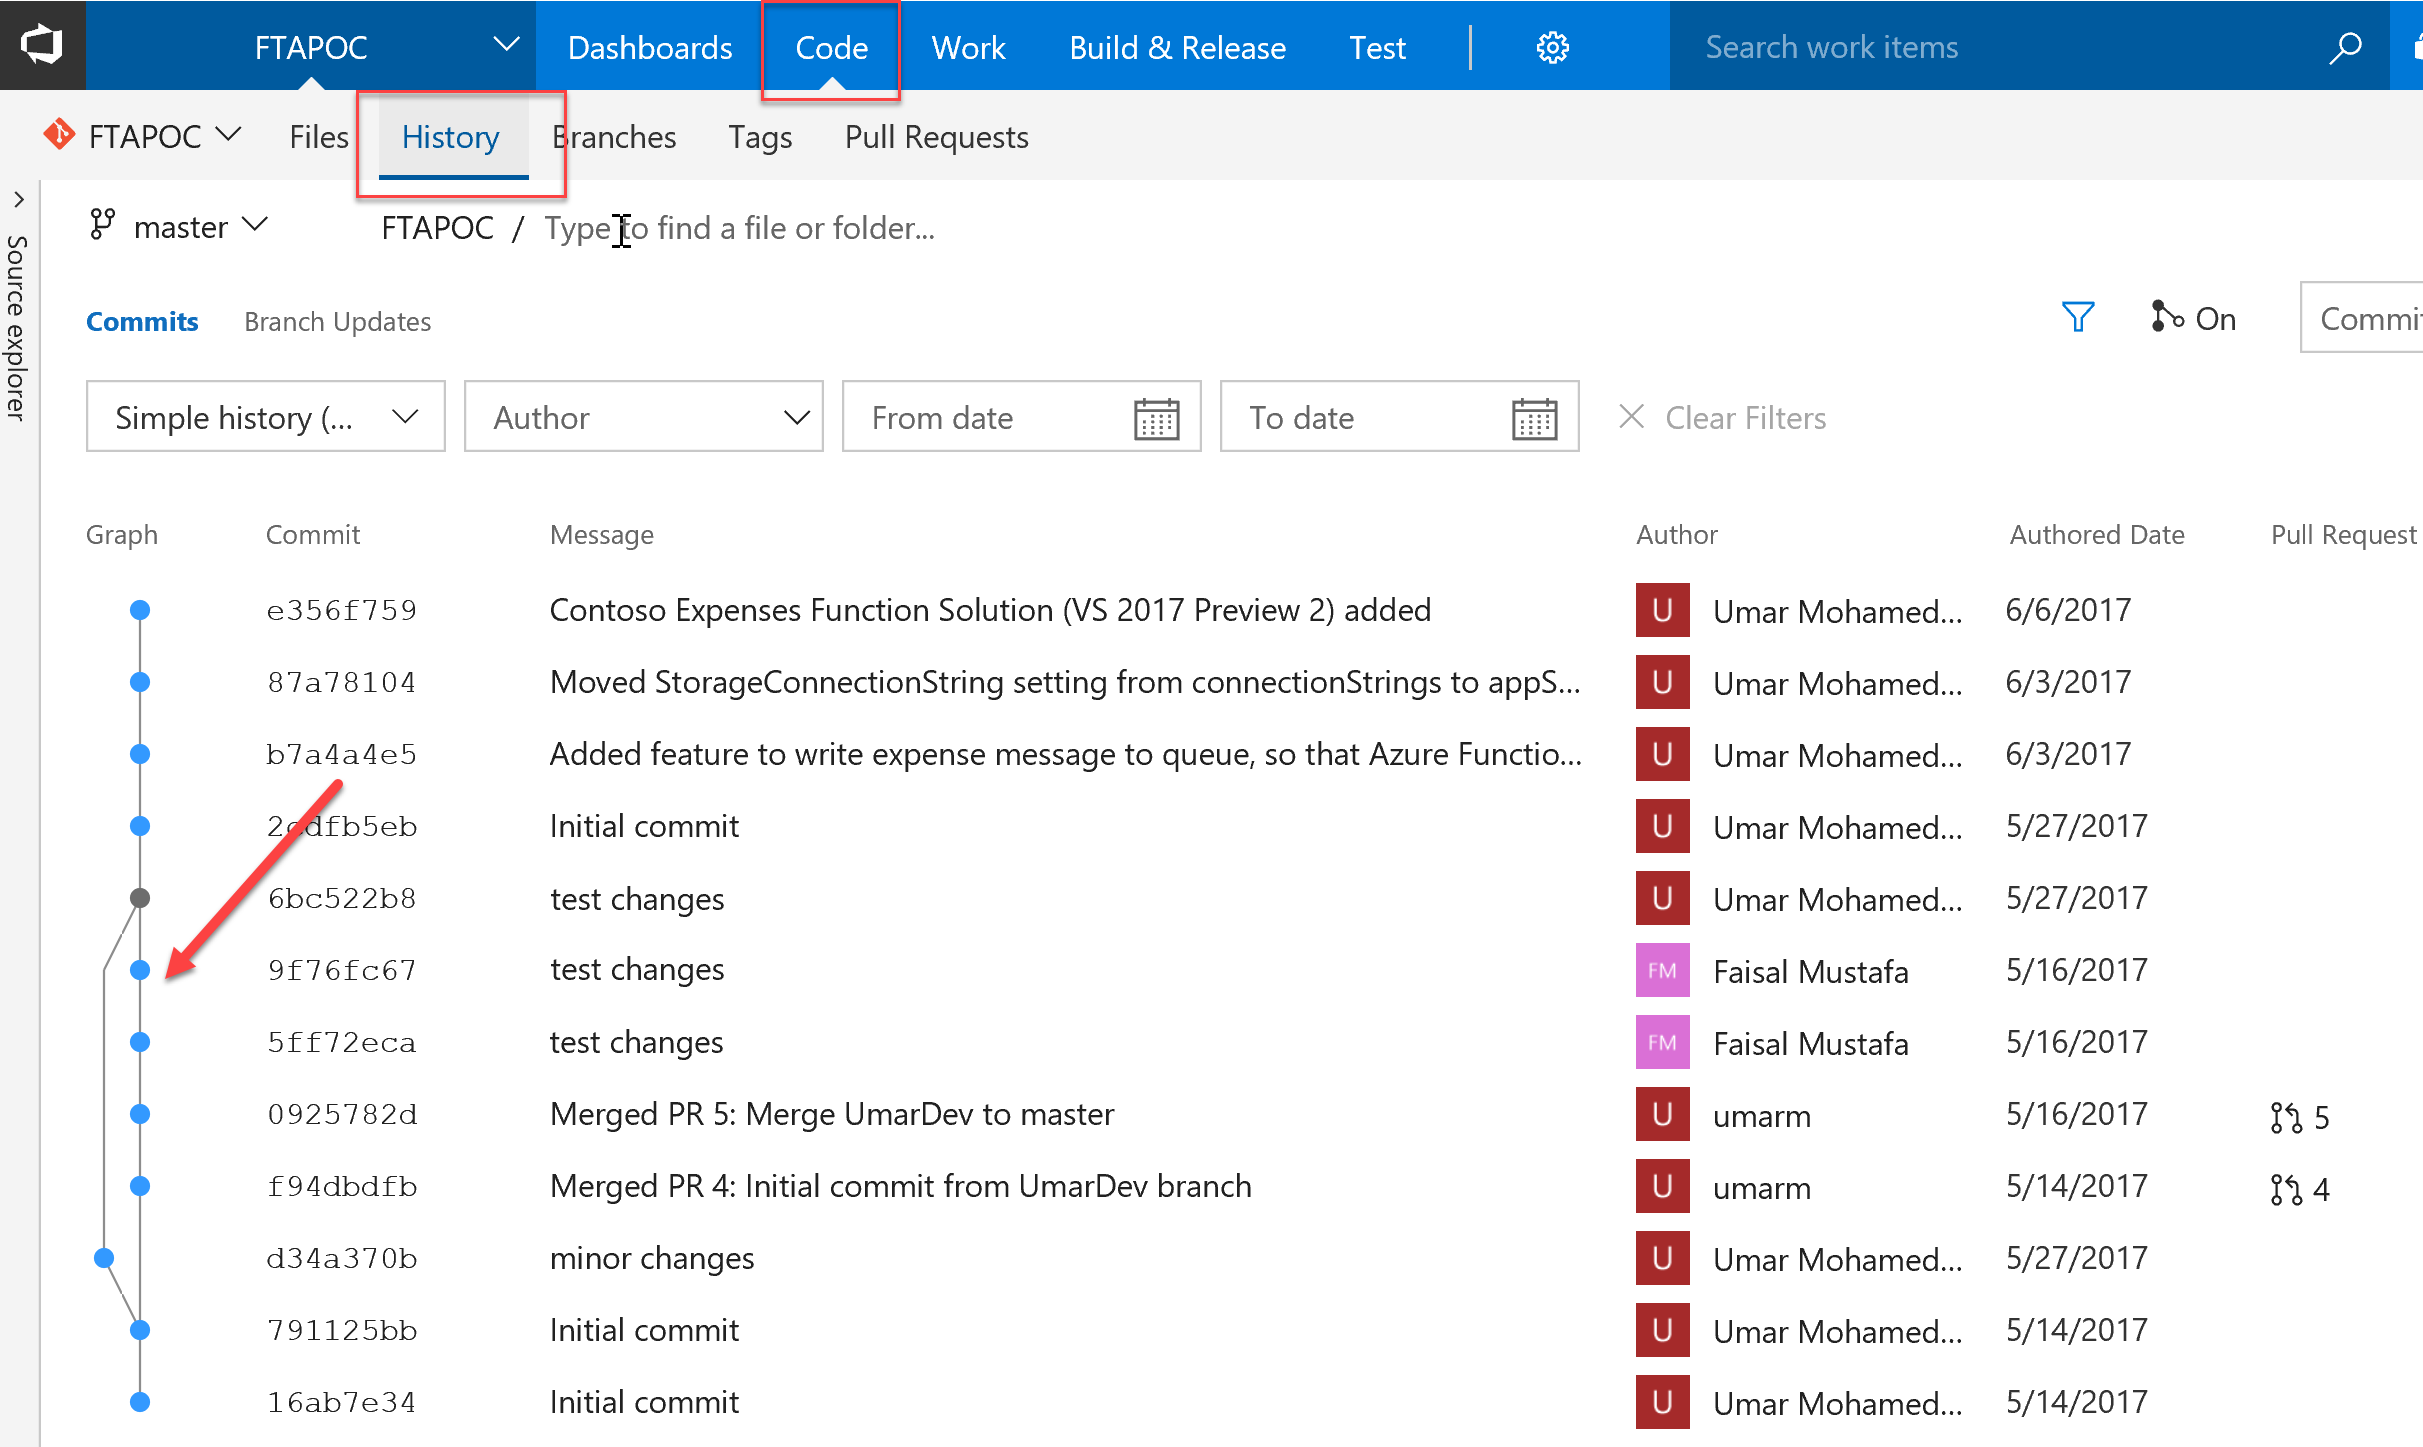 FTAPOC Dashboards Code Work Build & Release Test Search work items
FTAPOC Files History Branches Tags Pull Requests
Source explorer
master FTAPOC / Type to find a file or folder...
Commits Branch Updates On Commi
Simple history (... Author From date To date Clear Filters
Graph Commit Message Author Authored Date Pull Request
e356f759 Contoso Expenses Function Solution (VS 2017 Preview 2) added U Umar Mohamed... 6/6/2017
87a78104 Moved StorageConnectionString setting from connectionStrings to appS... U Umar Mohamed... 6/3/2017
b7a4a4e5 Added feature to write expense message to queue, so that Azure Functio... U Umar Mohamed... 6/3/2017
2cdfb5eb Initial commit U Umar Mohamed... 5/27/2017
6bc522b8 test changes U Umar Mohamed... 5/27/2017
9f76fc67 test changes FM Faisal Mustafa 5/16/2017
5ff72eca test changes FM Faisal Mustafa 5/16/2017
0925782d Merged PR 5: Merge UmarDev to master U umarm 5/16/2017 5
f94dbdfb Merged PR 4: Initial commit from UmarDev branch U umarm 5/14/2017 4
d34a370b minor changes U Umar Mohamed... 5/27/2017
791125bb Initial commit U Umar Mohamed... 5/14/2017
16ab7e34 Initial commit U Umar Mohamed... 5/14/2017